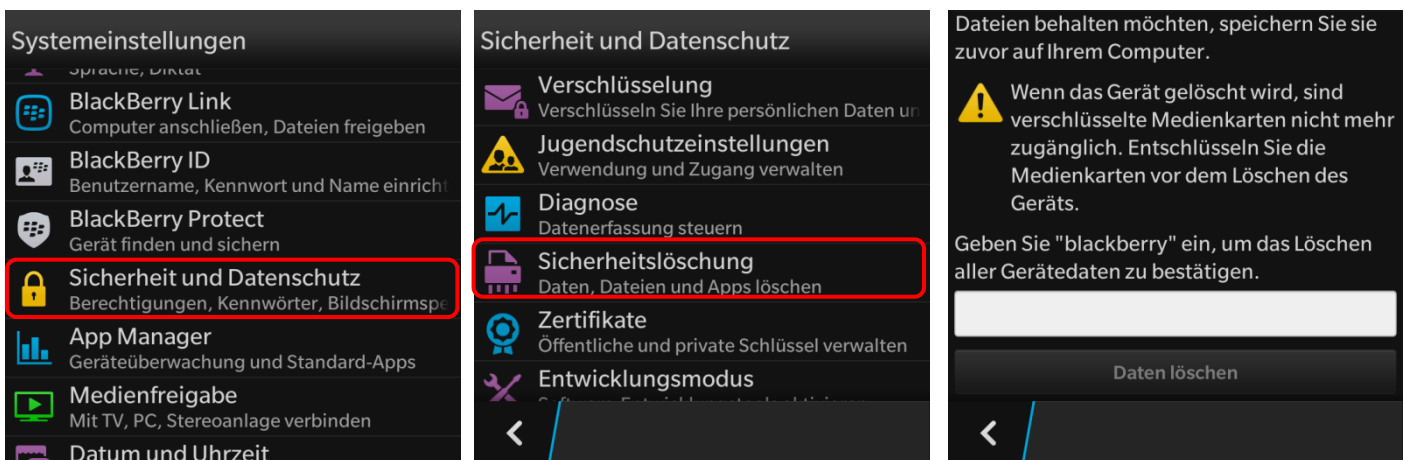 Systemeinstellungen
Sprache, Diktat
BlackBerry Link
Computer anschließen, Dateien freigeben
BlackBerry ID
Benutzername, Kennwort und Name einricht
BlackBerry Protect
Gerät finden und sichern
Sicherheit und Datenschutz
Berechtigungen, Kennwörter, Bildschirmspe
App Manager
Geräteüberwachung und Standard-Apps
Medienfreigabe
Mit TV, PC, Stereoanlage verbinden
Datum und Uhrzeit
Sicherheit und Datenschutz
Verschlüsselung
Verschlüsseln Sie Ihre persönlichen Daten un
Jugendschutzeinstellungen
Verwendung und Zugang verwalten
Diagnose
Datenerfassung steuern
Sicherheitslöschung
Daten, Dateien und Apps löschen
Zertifikate
Öffentliche und private Schlüssel verwalten
Entwicklungsmodus
Dateien behalten möchten, speichern Sie sie
zuvor auf Ihrem Computer.
Wenn das Gerät gelöscht wird, sind
verschlüsselte Medienkarten nicht mehr
zugänglich. Entschlüsseln Sie die
Medienkarten vor dem Löschen des
Geräts.
Geben Sie "blackberry" ein, um das Löschen
aller Gerätedaten zu bestätigen.
Daten löschen